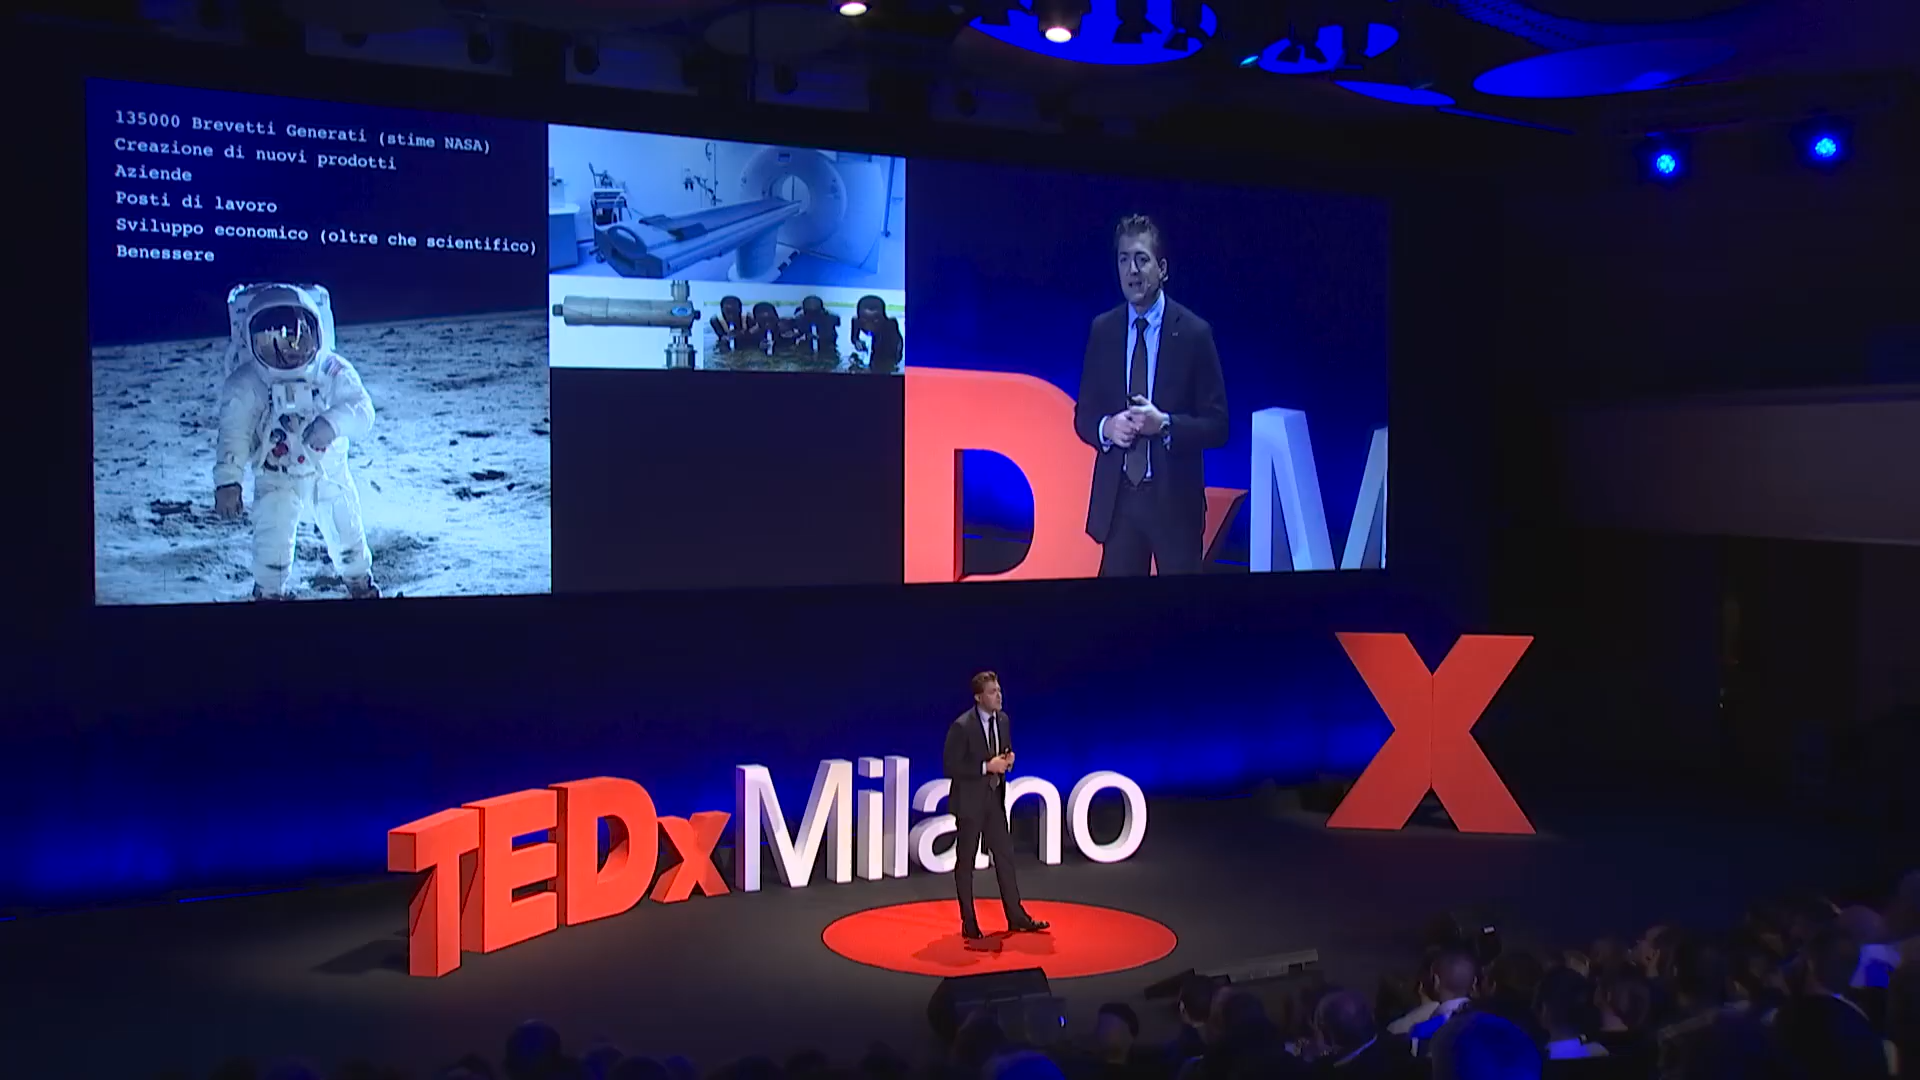 135000 Brevetti Generati (stime NASA)
Creazione di nuovi prodotti
Aziende
Posti di lavoro
Sviluppo economico (oltre che scientifico)
Benessere
DxM
X
TEDxMilano